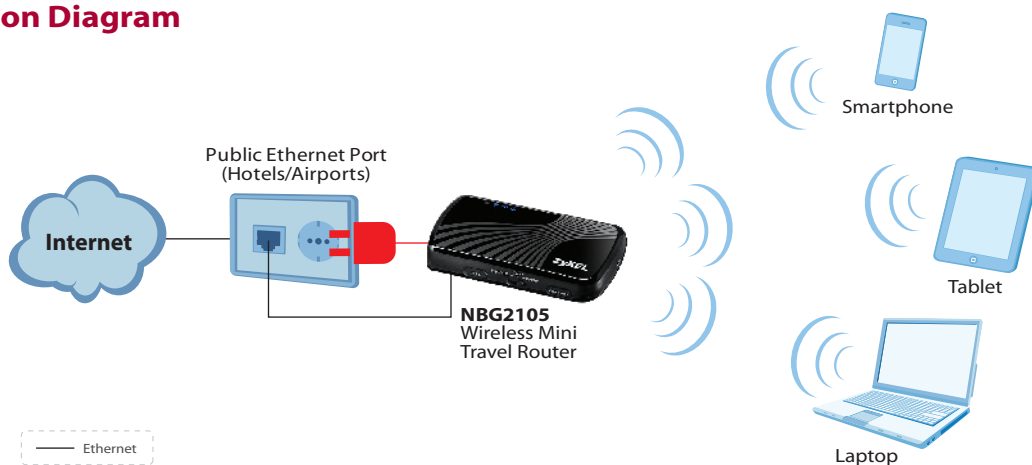 on Diagram
Smartphone
Public Ethernet Port
(Hotels/Airports)
Internet
ZyXEL
Tablet
NBG2105
Wireless Mini
Travel Router
Ethernet
Laptop